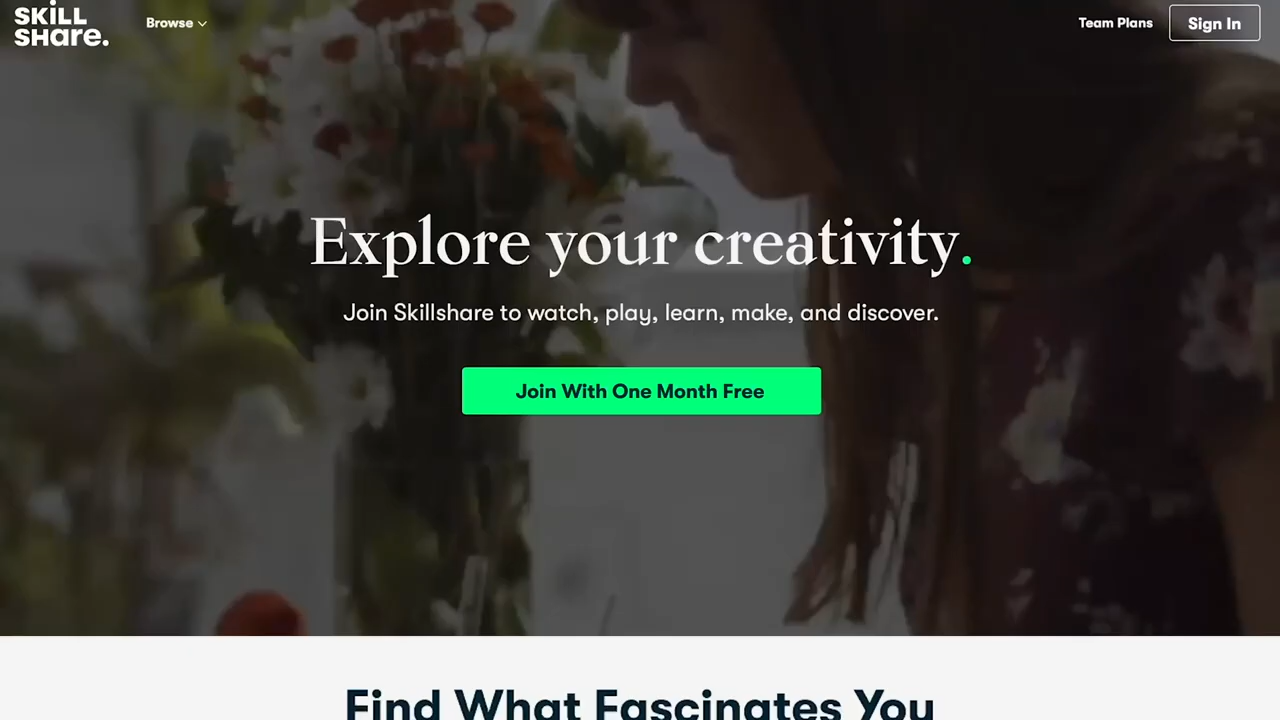 SKILL
SHare.
Browse
Team Plans
Sign In
Explore your creativity.
Join Skillshare to watch, play, learn, make, and discover.
Join With One Month Free
Find What Fascinates You